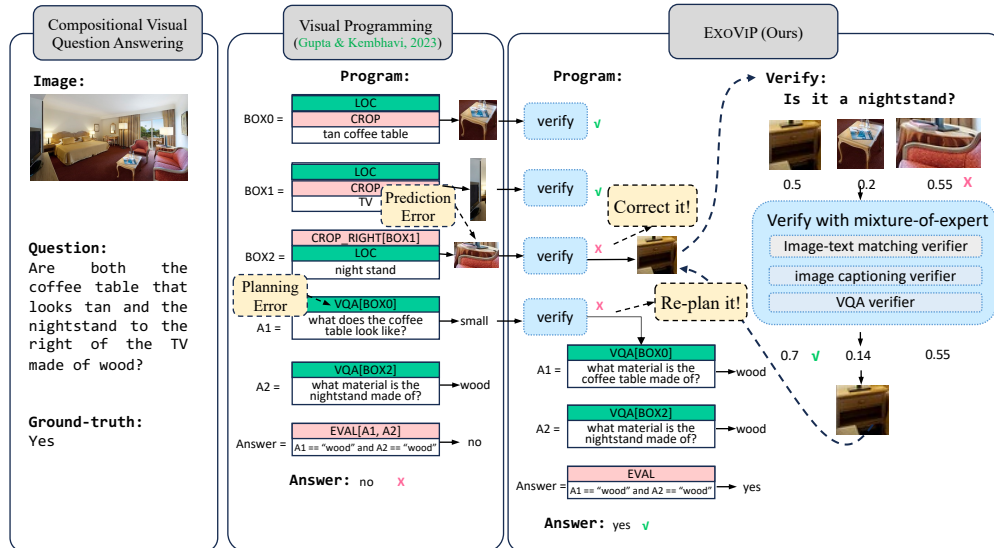 Compositional Visual
Question Answering
Image:
Question:
Are both the
coffee table that
looks tan and the
nightstand to the
right of the TV
made of wood?
Ground-truth:
Yes
Visual Programming
(Gupta & Kembhavi, 2023)
Program:
BOX0 =
LOC
CROP
tan coffee table
BOX1 =
LOC
CROP
TV
Prediction
Error
BOX2 =
CROP_RIGHT[BOX1]
LOC
night stand
Planning
Error
A1 =
VQA[BOX0]
what does the coffee
table look like?
small
A2 =
VQA[BOX2]
what material is the
nightstand made of?
wood
Answer =
EVAL[A1, A2]
A1 == “wood” and A2 == “wood”
no
Answer: no X
EXOVIP (Ours)
Program:
verify √
verify √
Correct it!
verify X
verify X
Re-plan it!
A1 =
VQA[BOX0]
what material is the
coffee table made of?
wood
A2 =
VQA[BOX2]
what material is the
nightstand made of?
wood
Answer =
EVAL
A1 == “wood” and A2 == “wood”
yes
Answer: yes √
Verify:
Is it a nightstand?
0.5 0.2 0.55 X
Verify with mixture-of-expert
Image-text matching verifier
image captioning verifier
VQA verifier
0.7 √ 0.14 0.55